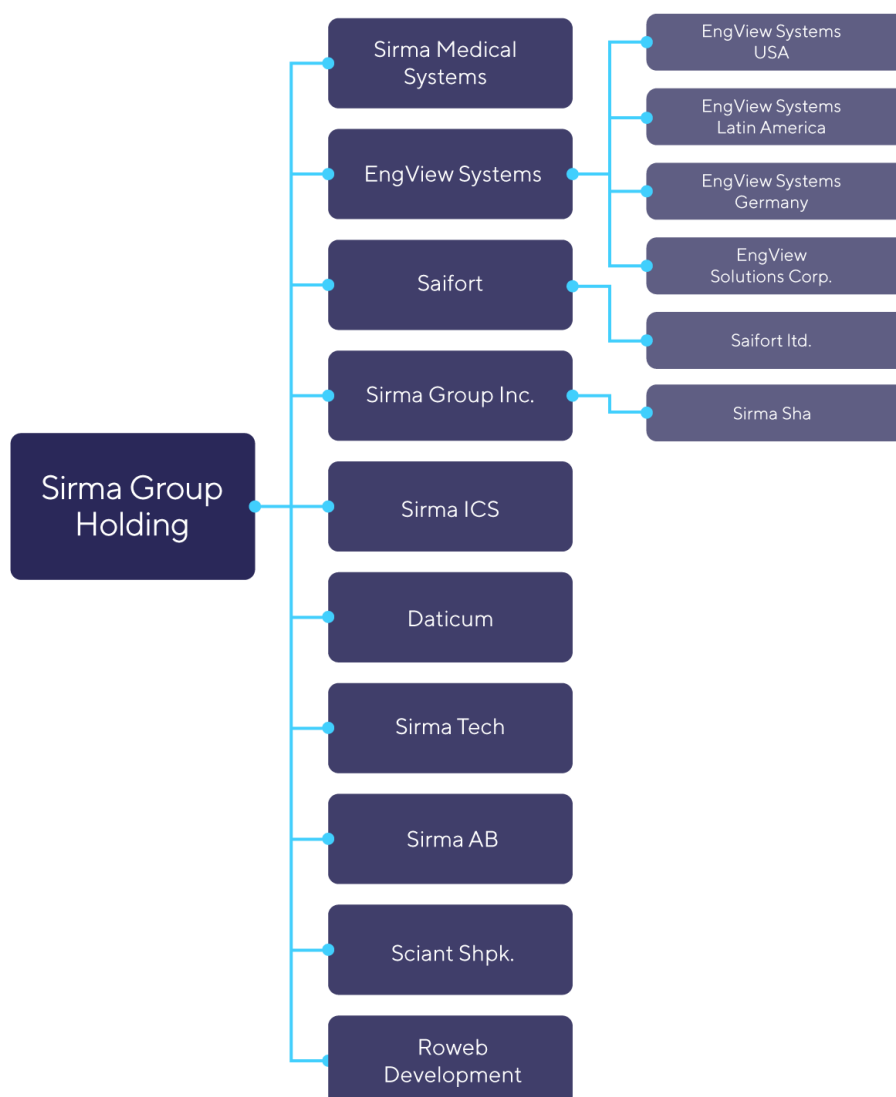 Sirma Group
Holding
Sirma Medical
Systems
EngView Systems
EngView Systems
USA
EngView Systems
Latin America
EngView Systems
Germany
EngView
Solutions Corp.
Saifort
Saifort ltd.
Sirma Group Inc.
Sirma Sha
Sirma ICS
Daticum
Sirma Tech
Sirma AB
Sciant Shpk.
Roweb
Development